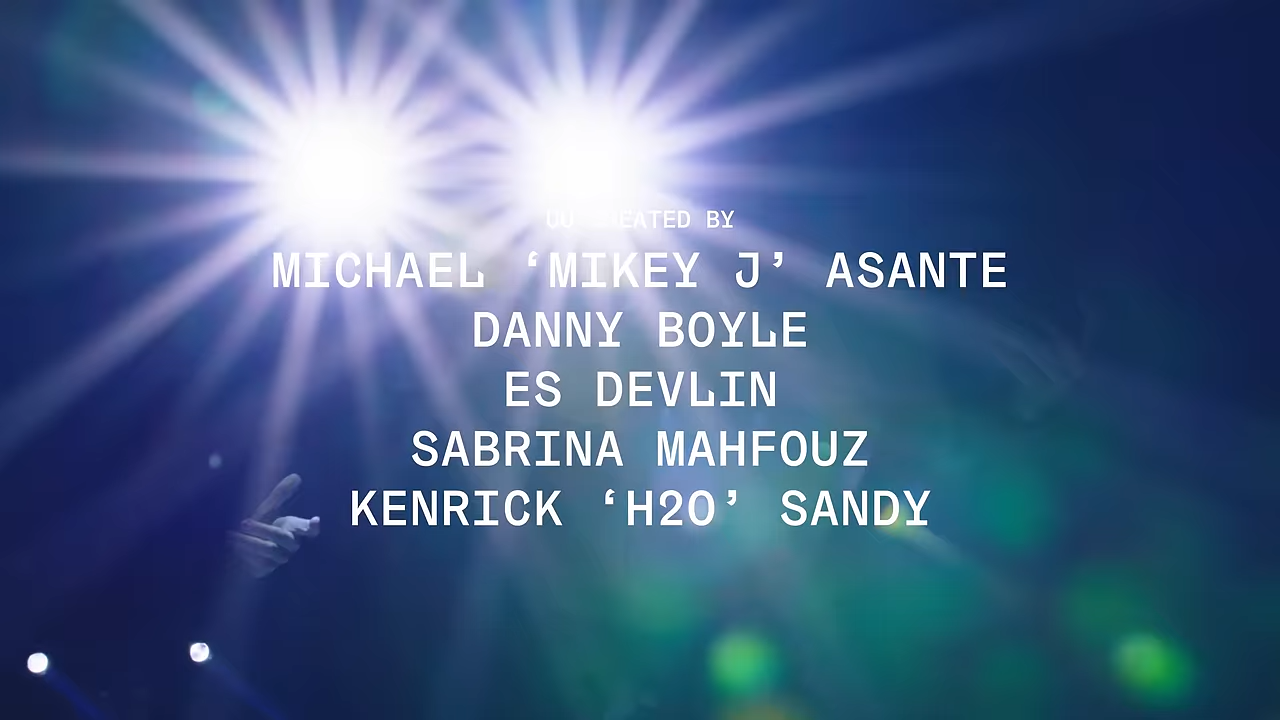 BY
MICHAEL ‘MIKEY J’ ASANTE
DANNY BOYLE
ES DEVLIN
SABRINA MAHFOUZ
KENRICK ‘H2O’ SANDY